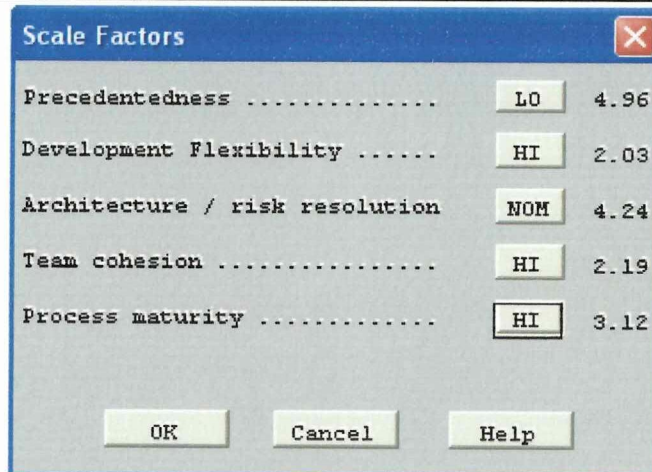 Scale Factors
Precedentedness .............. LO 4.96
Development Flexibility ...... HI 2.03
Architecture / risk resolution NOM 4.24
Team cohesion ................ HI 2.19
Process maturity ............. HI 3.12
OK Cancel Help